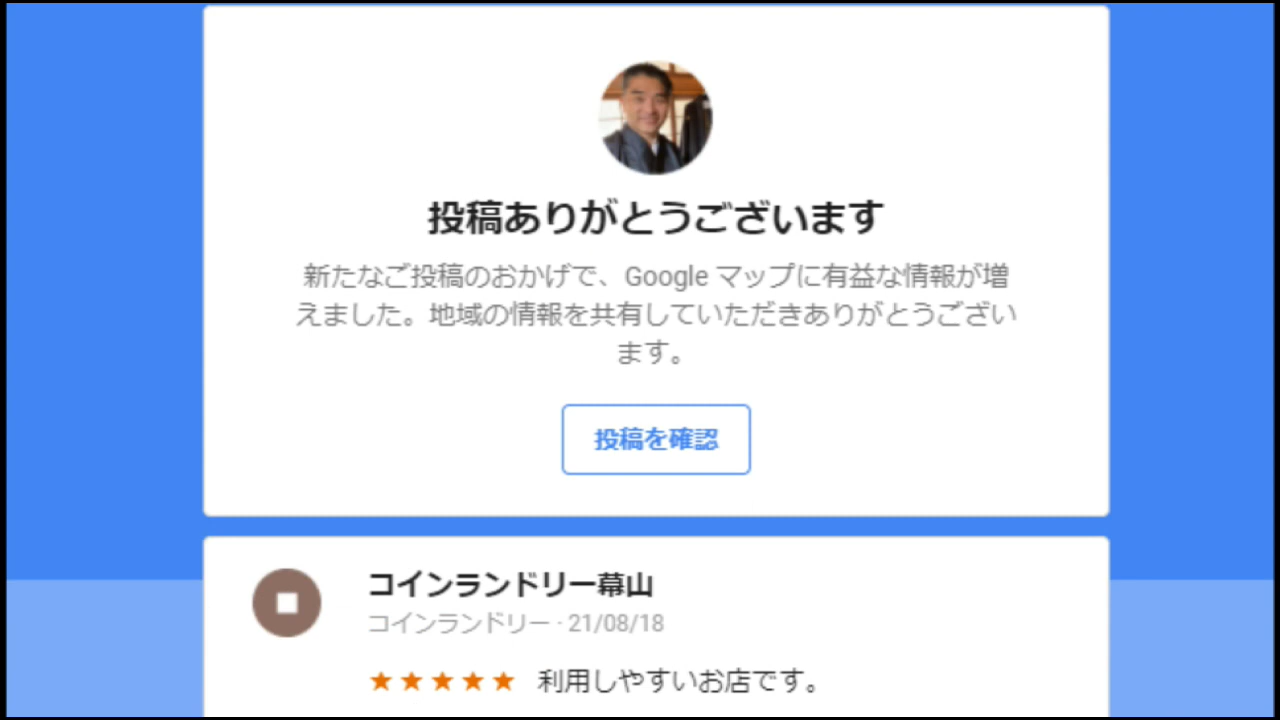 投稿ありがとうございます
新たなご投稿のおかげで、Google マップに有益な情報が増
えました。地域の情報を共有していただきありがとうござい
ます。
投稿を確認
コインランドリー幕山
コインランドリー · 21/08/18
★★★★★ 利用しやすいお店です。